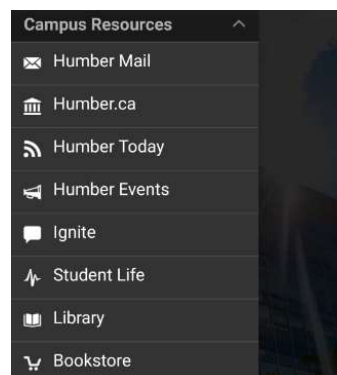 Campus Resources
Humber Mail
Humber.ca
Humber Today
Humber Events
Ignite
Student Life
Library
Bookstore